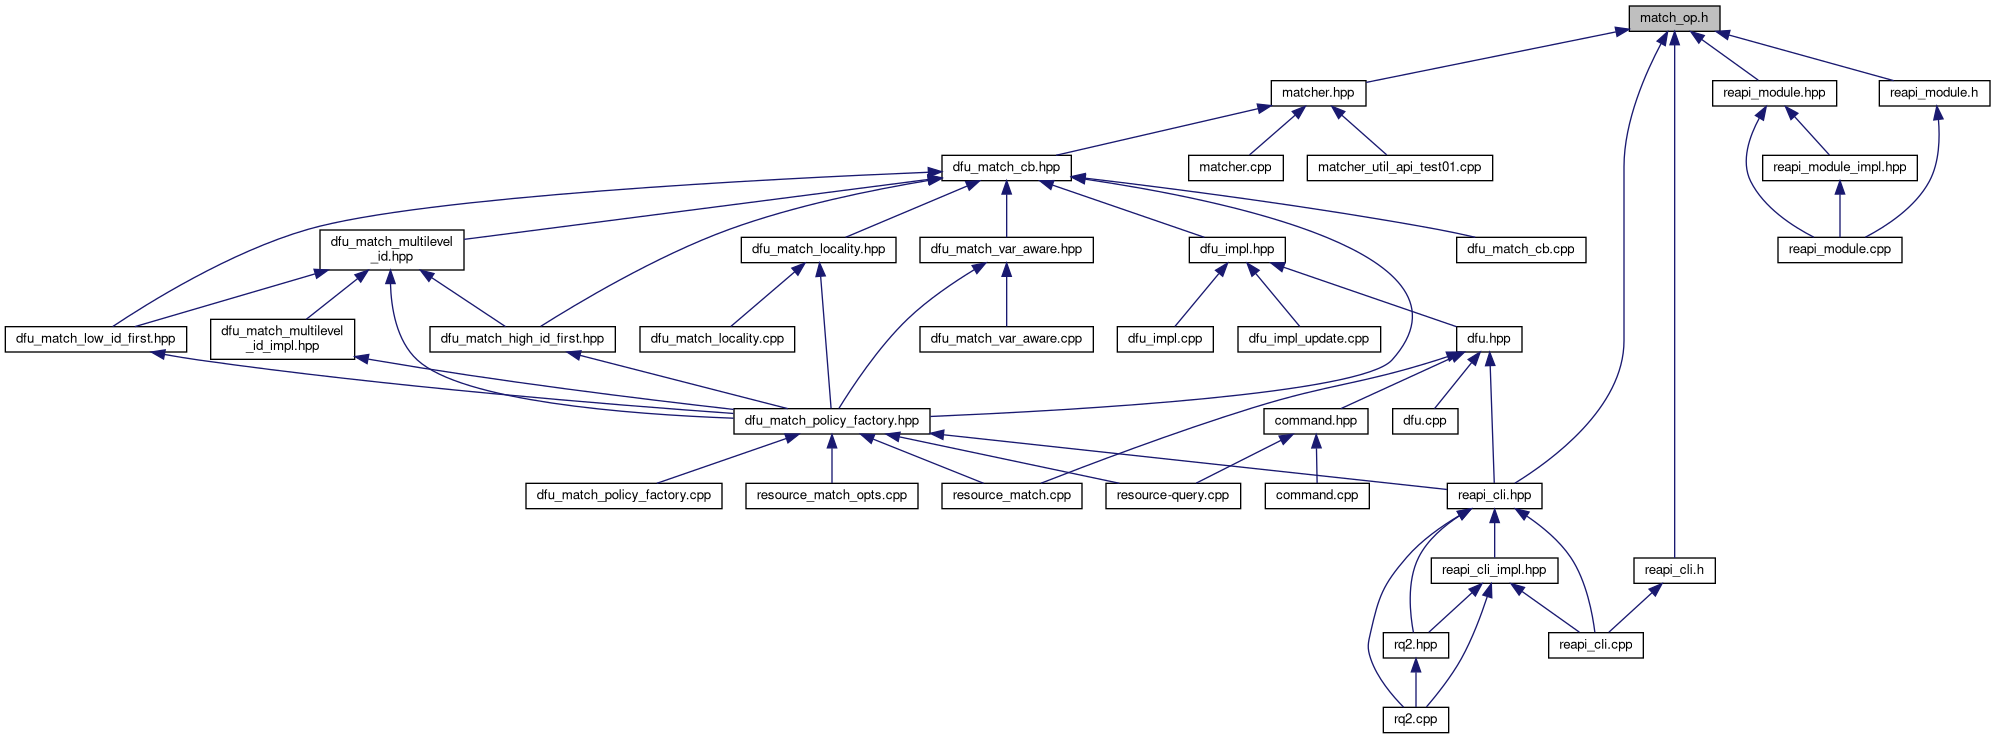 match_op.h
matcher.hpp
reapi_module.hpp
reapi_module.h
dfu_match_cb.hpp
matcher.cpp
matcher_util_api_test01.cpp
reapi_module_impl.hpp
dfu_match_multilevel
_id.hpp
dfu_match_locality.hpp
dfu_match_var_aware.hpp
dfu_impl.hpp
dfu_match_cb.cpp
reapi_module.cpp
dfu_match_low_id_first.hpp
dfu_match_multilevel
_id_impl.hpp
dfu_match_high_id_first.hpp
dfu_match_locality.cpp
dfu_match_var_aware.cpp
dfu_impl.cpp
dfu_impl_update.cpp
dfu.hpp
dfu_match_policy_factory.hpp
command.hpp
dfu.cpp
dfu_match_policy_factory.cpp
resource_match_opts.cpp
resource_match.cpp
resource-query.cpp
command.cpp
reapi_cli.hpp
reapi_cli_impl.hpp
reapi_cli.h
rq2.hpp
reapi_cli.cpp
rq2.cpp